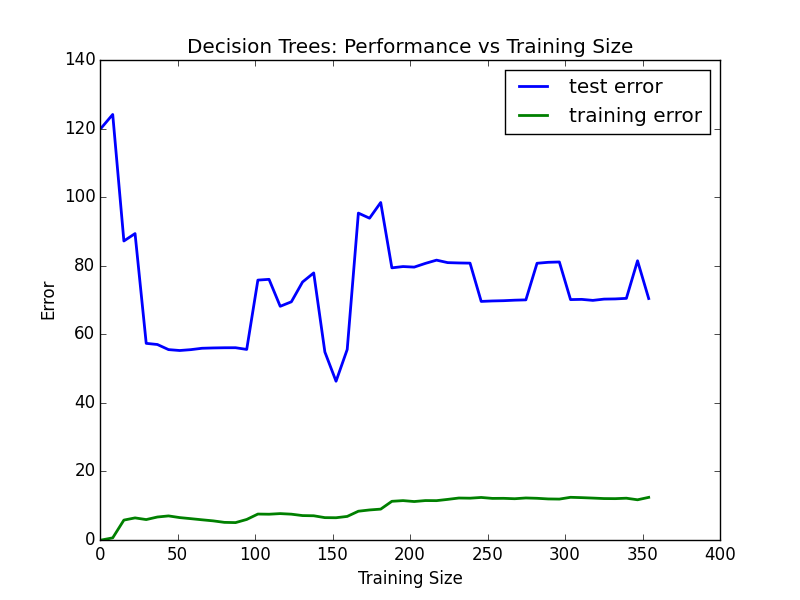 Decision Trees: Performance vs Training Size
140
120
100
80
60
40
20
0
Error
test error
training error
0 50 100 150 200 250 300 350 400
Training Size